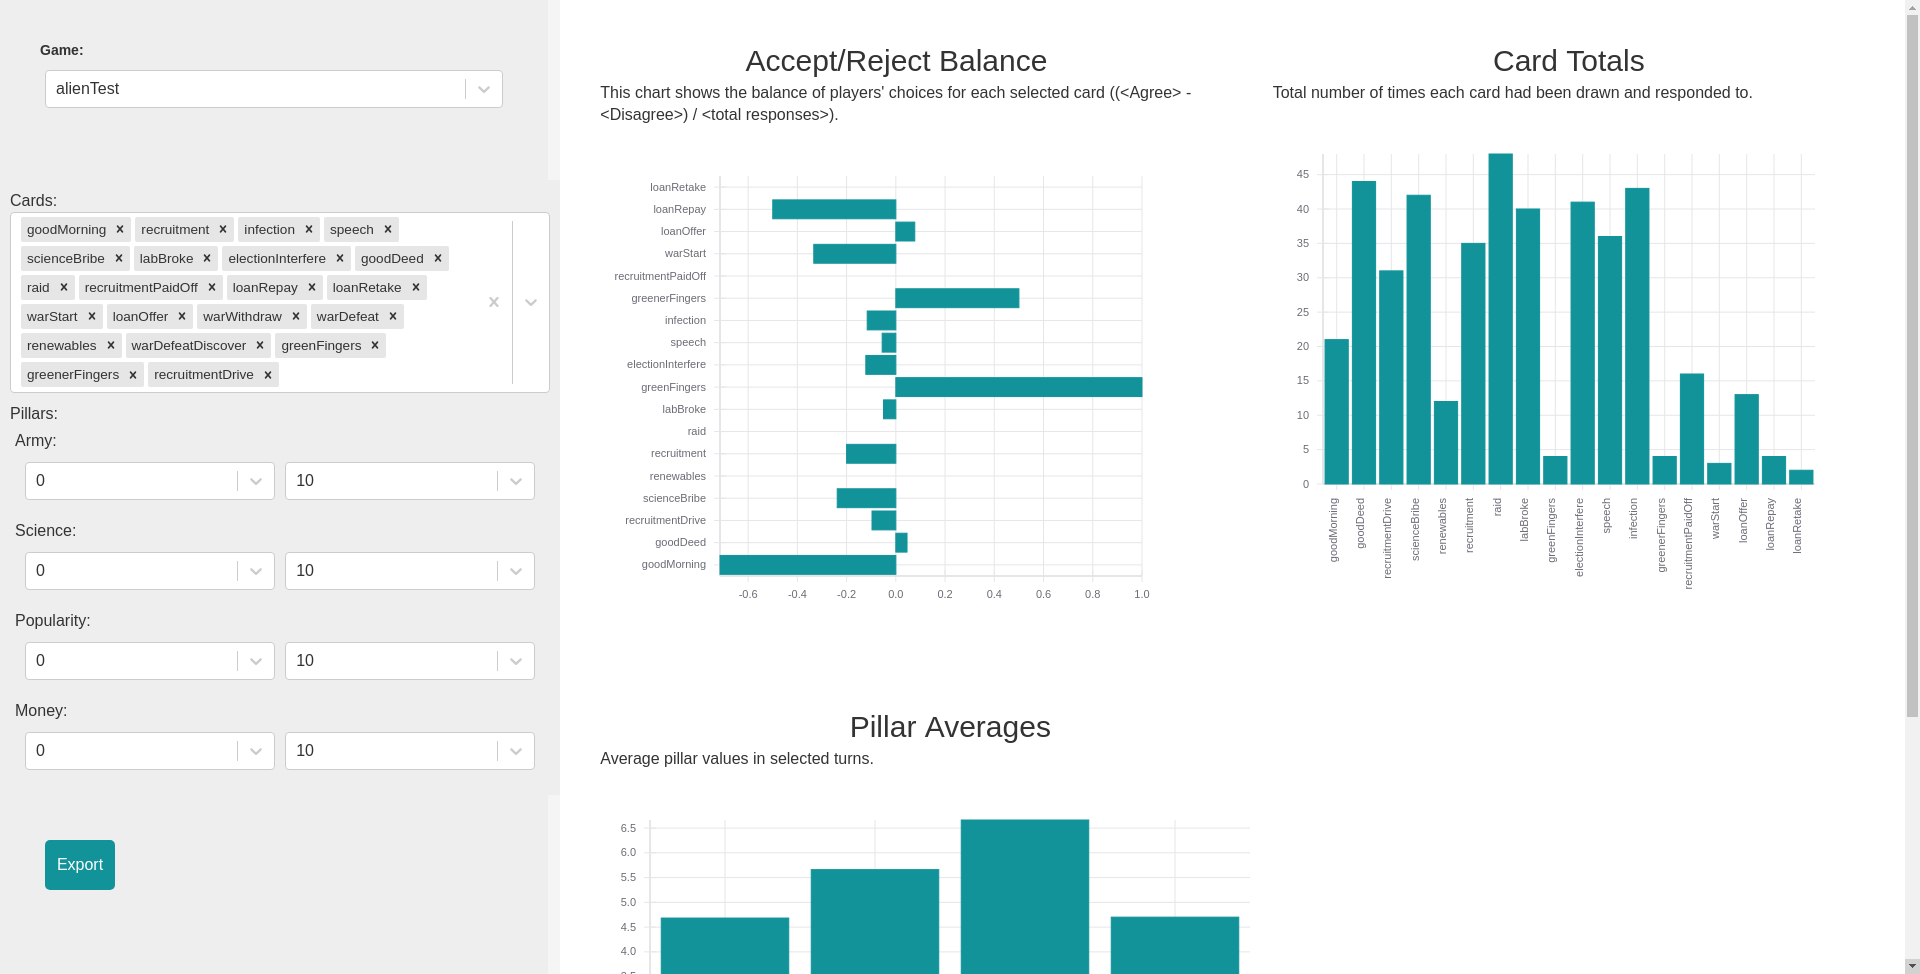 Game:
alienTest
Cards:
goodMorning recruitment infection speech
scienceBribe labBroke electionInterfere goodDeed
raid recruitmentPaidOff loanRepay loanRetake
warStart loanOffer warWithdraw warDefeat
renewables warDefeatDiscover greenFingers
greenerFingers recruitmentDrive
Pillars:
Army:
0 10
Science:
0 10
Popularity:
0 10
Money:
0 10
Export
Accept/Reject Balance
This chart shows the balance of players' choices for each selected card ((<Agree> -
<Disagree>) / <total responses>).
loanRetake
loanRepay
loanOffer
warStart
recruitmentPaidOff
greenerFingers
infection
speech
electionInterfere
greenFingers
labBroke
raid
recruitment
renewables
scienceBribe
recruitmentDrive
goodDeed
goodMorning
-0.6 -0.4 -0.2 0.0 0.2 0.4 0.6 0.8 1.0
Card Totals
Total number of times each card had been drawn and responded to.
45
40
35
30
25
20
15
10
5
0
goodMorning
goodDeed
recruitmentDrive
scienceBribe
renewables
recruitment
raid
labBroke
greenFingers
electionInterfere
speech
infection
greenerFingers
recruitmentPaidOff
warStart
loanOffer
loanRepay
loanRetake
Pillar Averages
Average pillar values in selected turns.
6.5
6.0
5.5
5.0
4.5
4.0